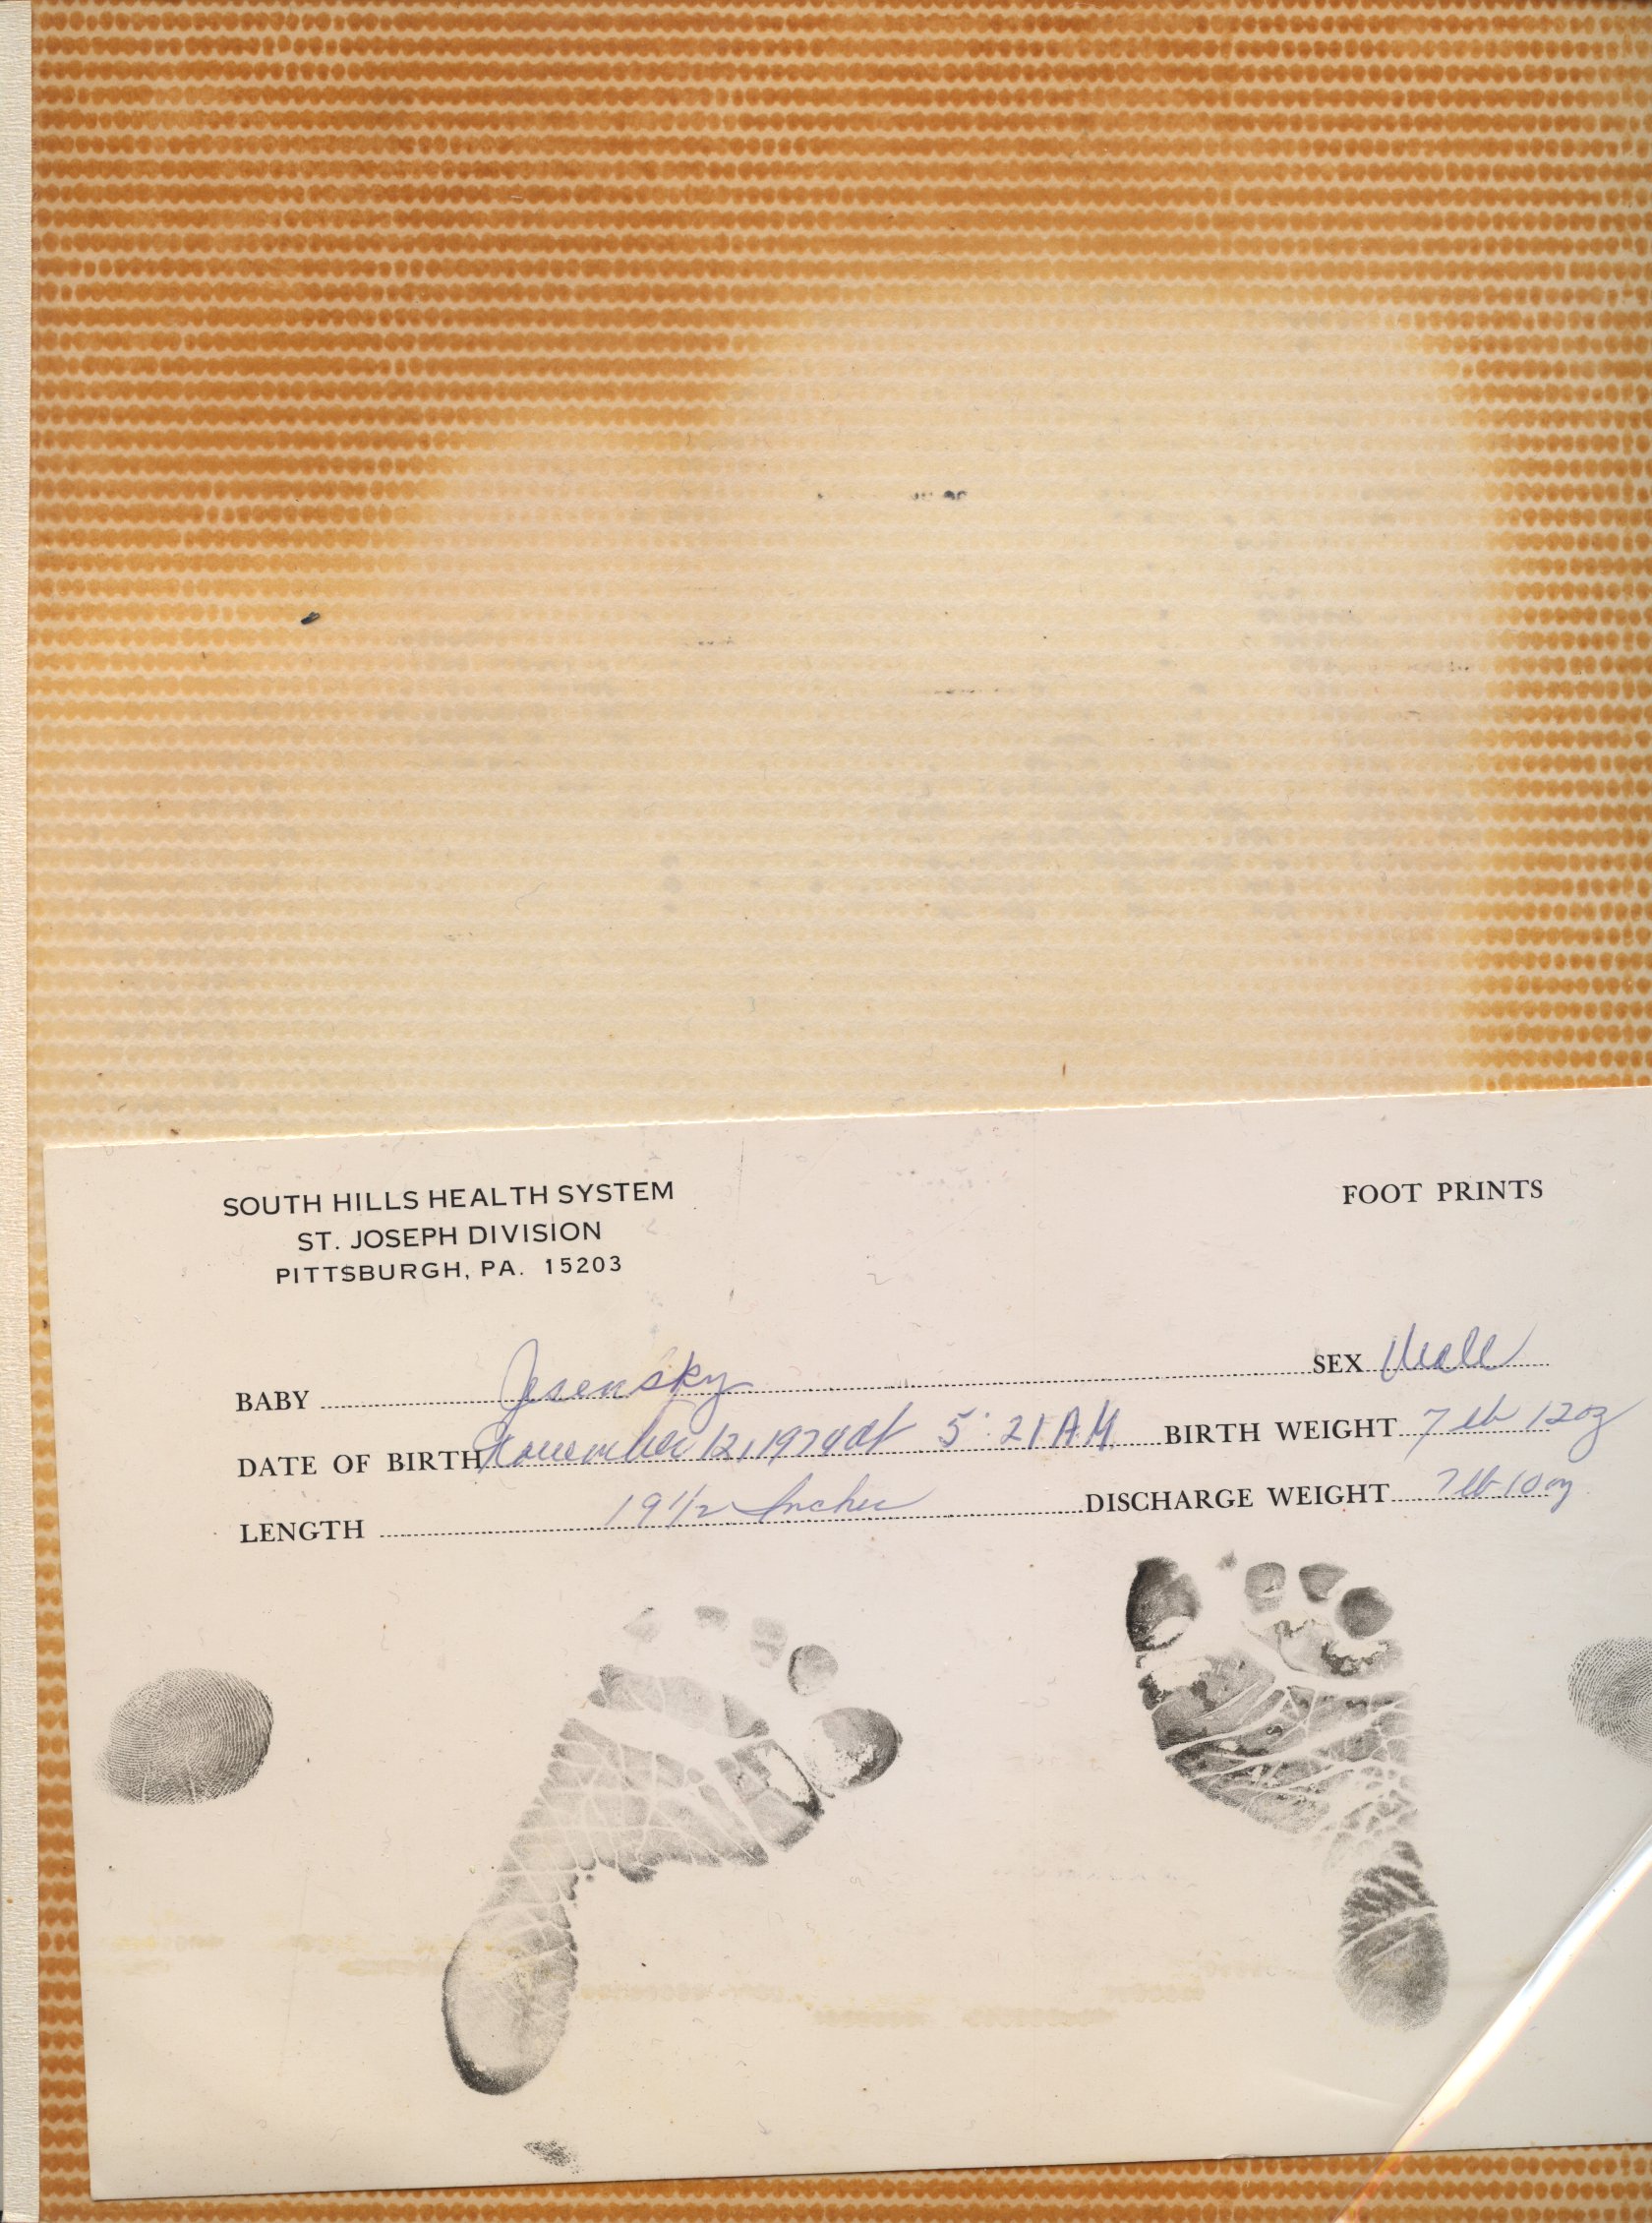 SOUTH HILLS HEALTH SYSTEM
ST. JOSEPH DIVISION
PITTSBURGH, PA. 15203
FOOT PRINTS
BABY Jesensky SEX Male
DATE OF BIRTH November 12, 1974 at 5:21 A.M. BIRTH WEIGHT 7 lb 12 oz
LENGTH 19 1/2 Inches DISCHARGE WEIGHT 7 lb 10 oz